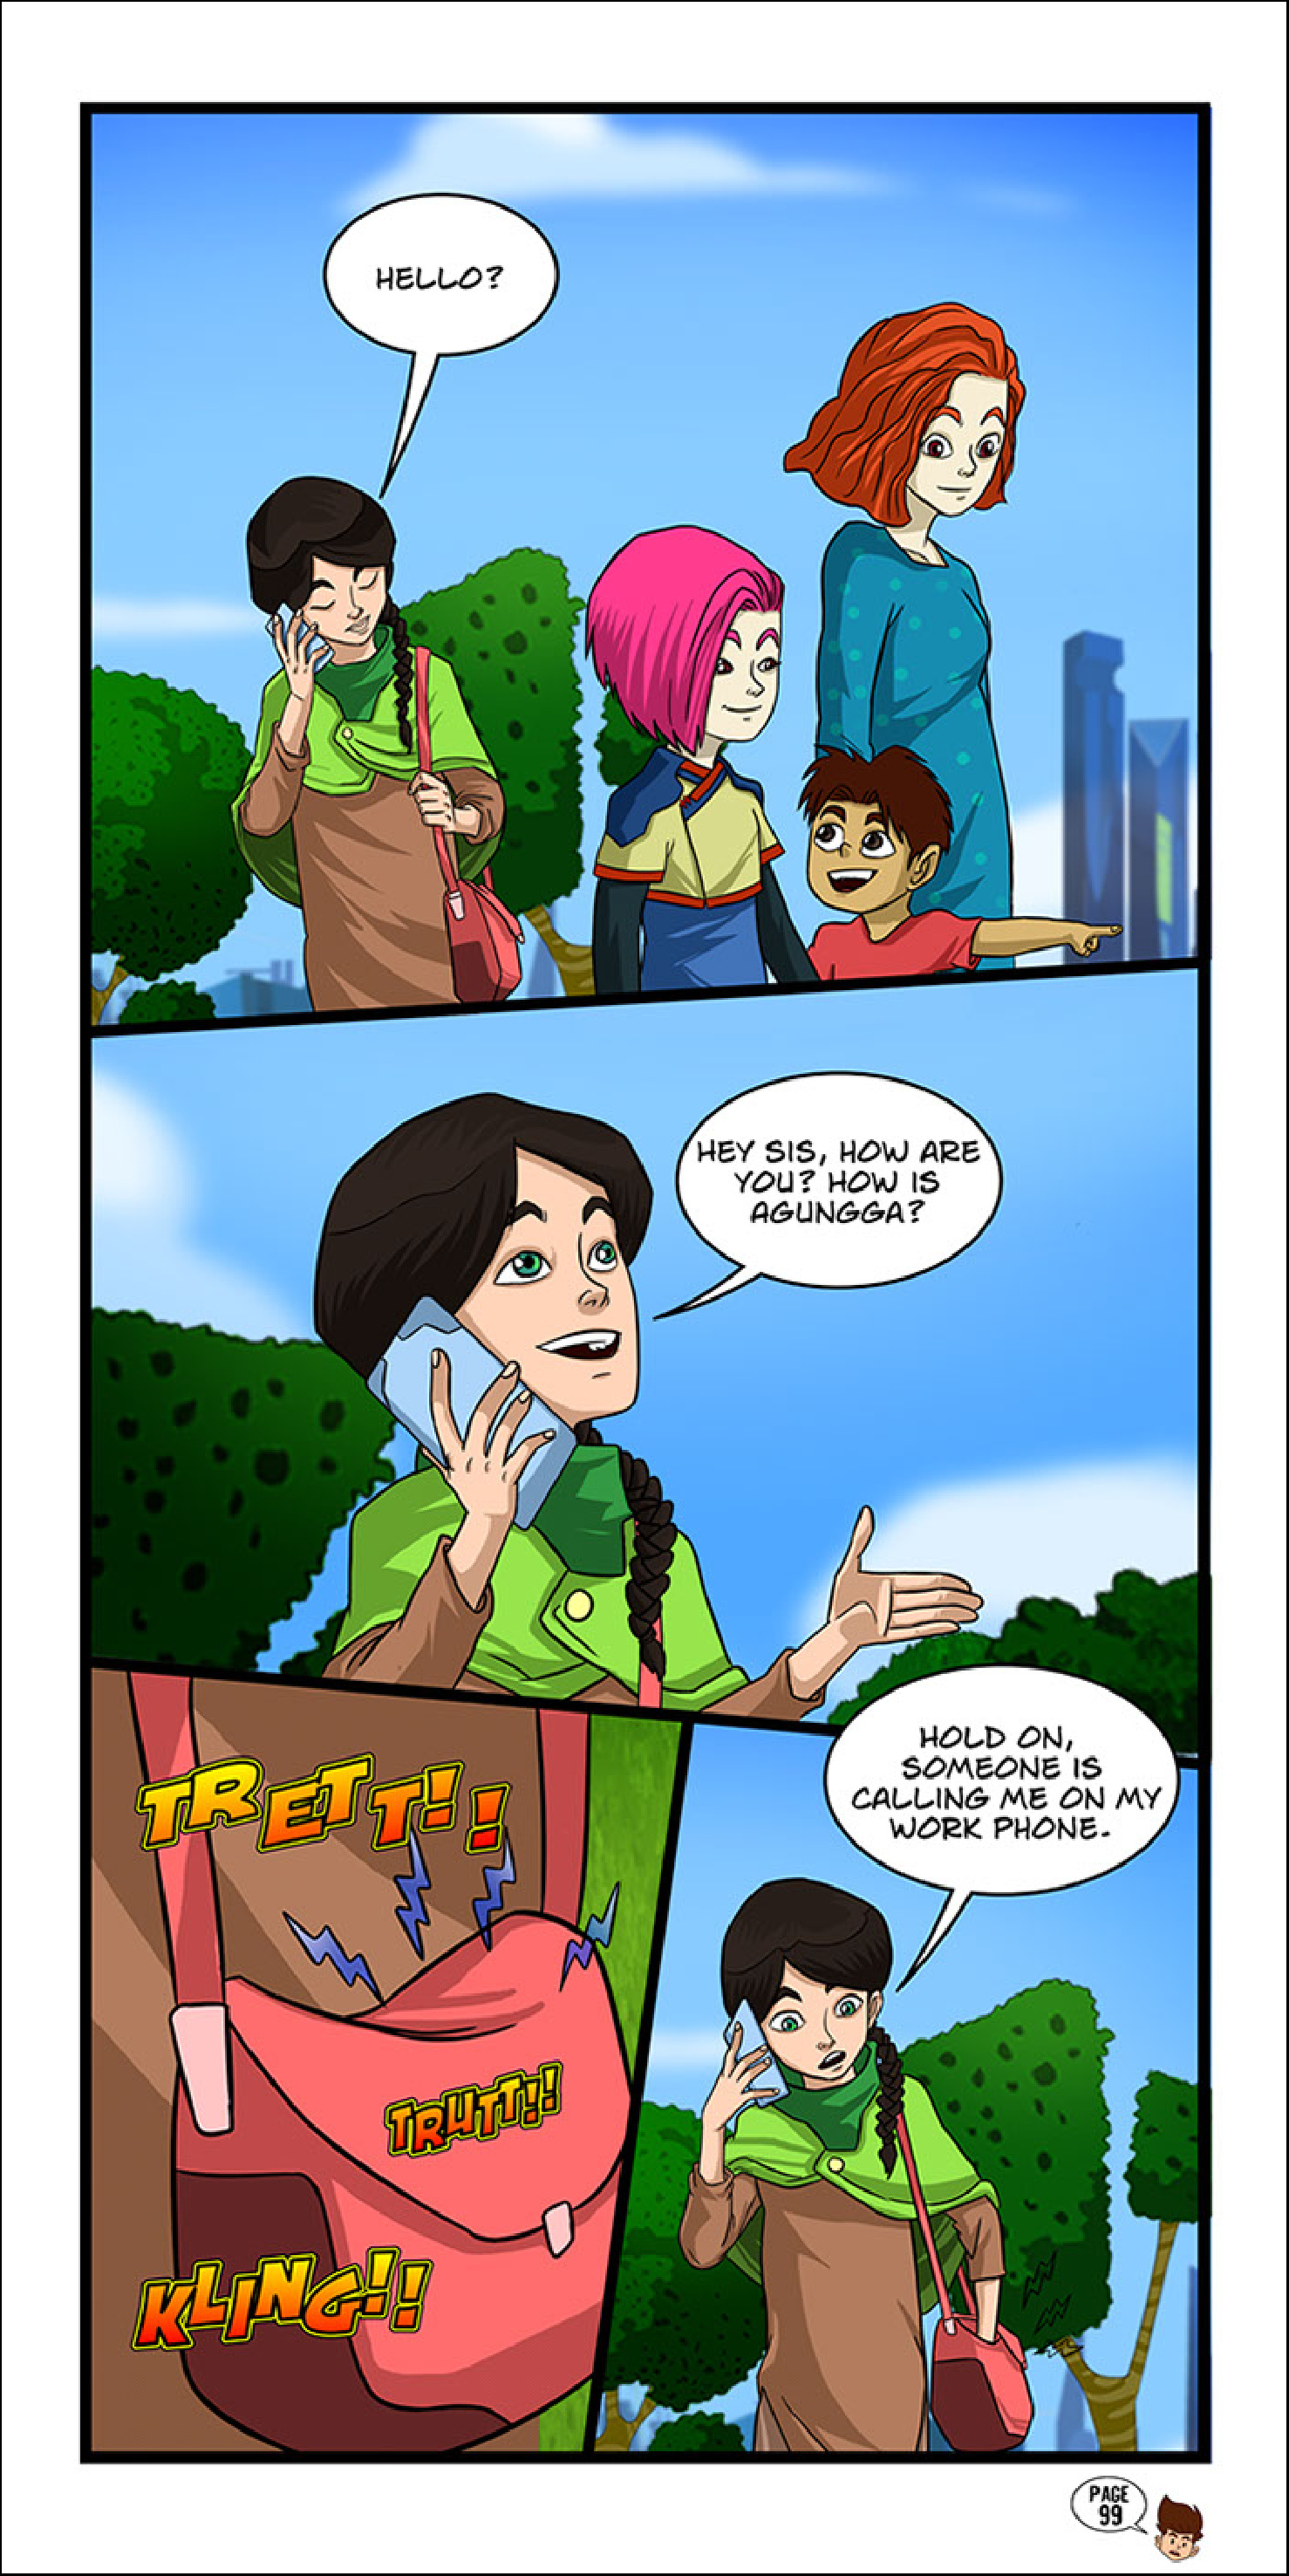 HELLO?
HEY SIS, HOW ARE
YOU? HOW IS
AGUNGGA?
TRETT!!
TRUTT!!
KLING!!
HOLD ON,
SOMEONE IS
CALLING ME ON MY
WORK PHONE.
PAGE
99